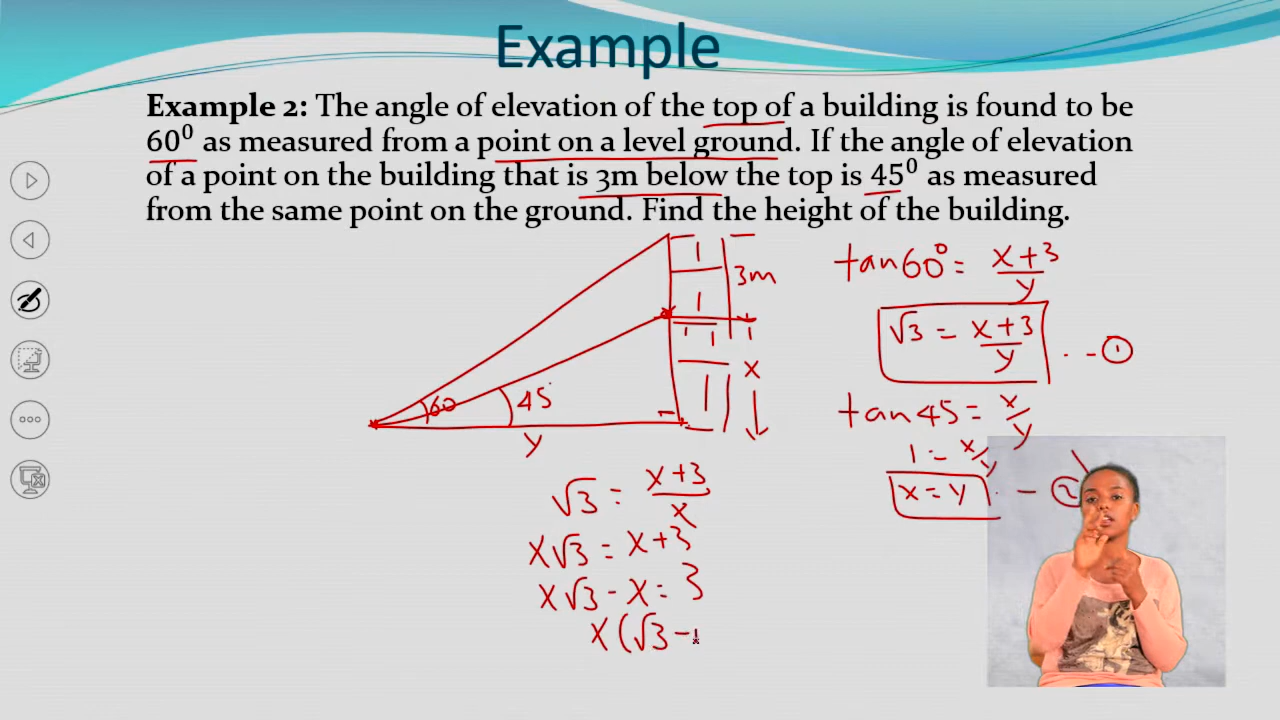 Example
Example 2: The angle of elevation of the top of a building is found to be
60⁰ as measured from a point on a level ground. If the angle of elevation
of a point on the building that is 3m below the top is 45⁰ as measured
from the same point on the ground. Find the height of the building.
3m
x
60
45
y
tan60° = x+3/y
√3 = x+3/y ... ①
tan45 = x/y
1 = x/y
x = y - ②
√3 = x+3/x
x√3 = x+3
x√3 - x = 3
x(√3 -1